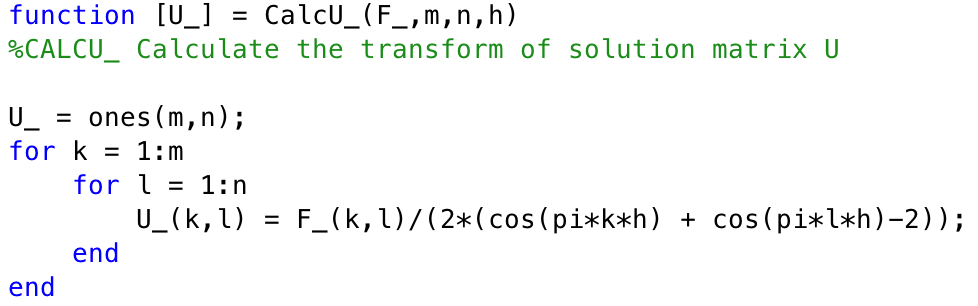 function [U_] = CalcU_(F_,m,n,h)
%CALCU_ Calculate the transform of solution matrix U

U_ = ones(m,n);
for k = 1:m
    for l = 1:n
        U_(k,l) = F_(k,l)/(2*(cos(pi*k*h) + cos(pi*l*h)-2));
    end
end